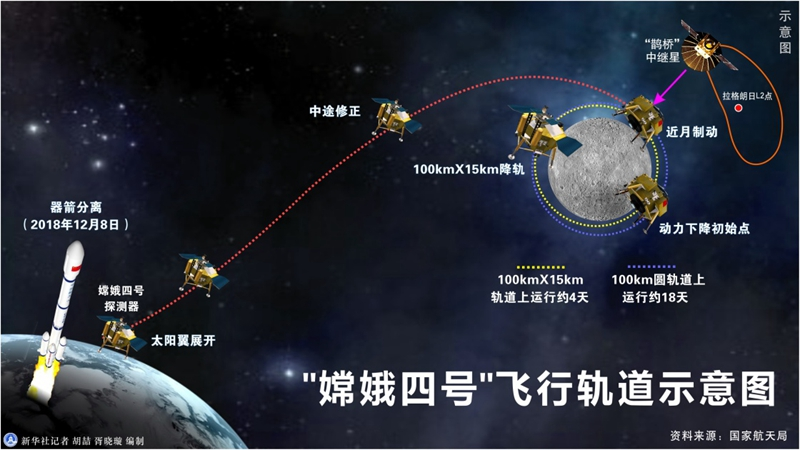 示意图
"鹊桥"
中继星
拉格朗日L2点
近月制动
中途修正
100kmX15km降轨
动力下降初始点
器箭分离
（2018年12月8日）
100kmX15km
轨道上运行约4天
100km圆轨道上
运行约18天
嫦娥四号
探测器
太阳翼展开
"嫦娥四号"飞行轨道示意图
新华社记者 胡喆 胥晓璇 编制
资料来源：国家航天局